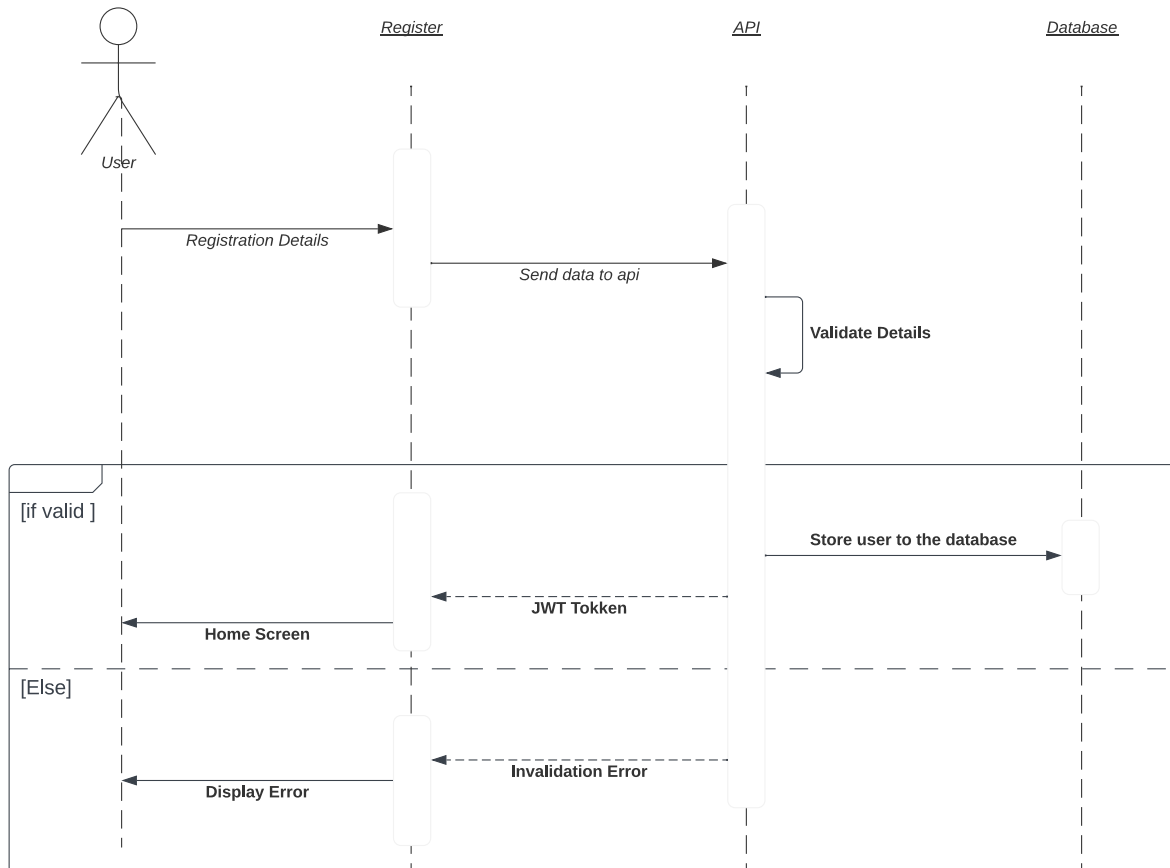 Register
API
Database
User
Registration Details
Send data to api
Validate Details
[if valid ]
Store user to the database
JWT Tokken
Home Screen
[Else]
Invalidation Error
Display Error